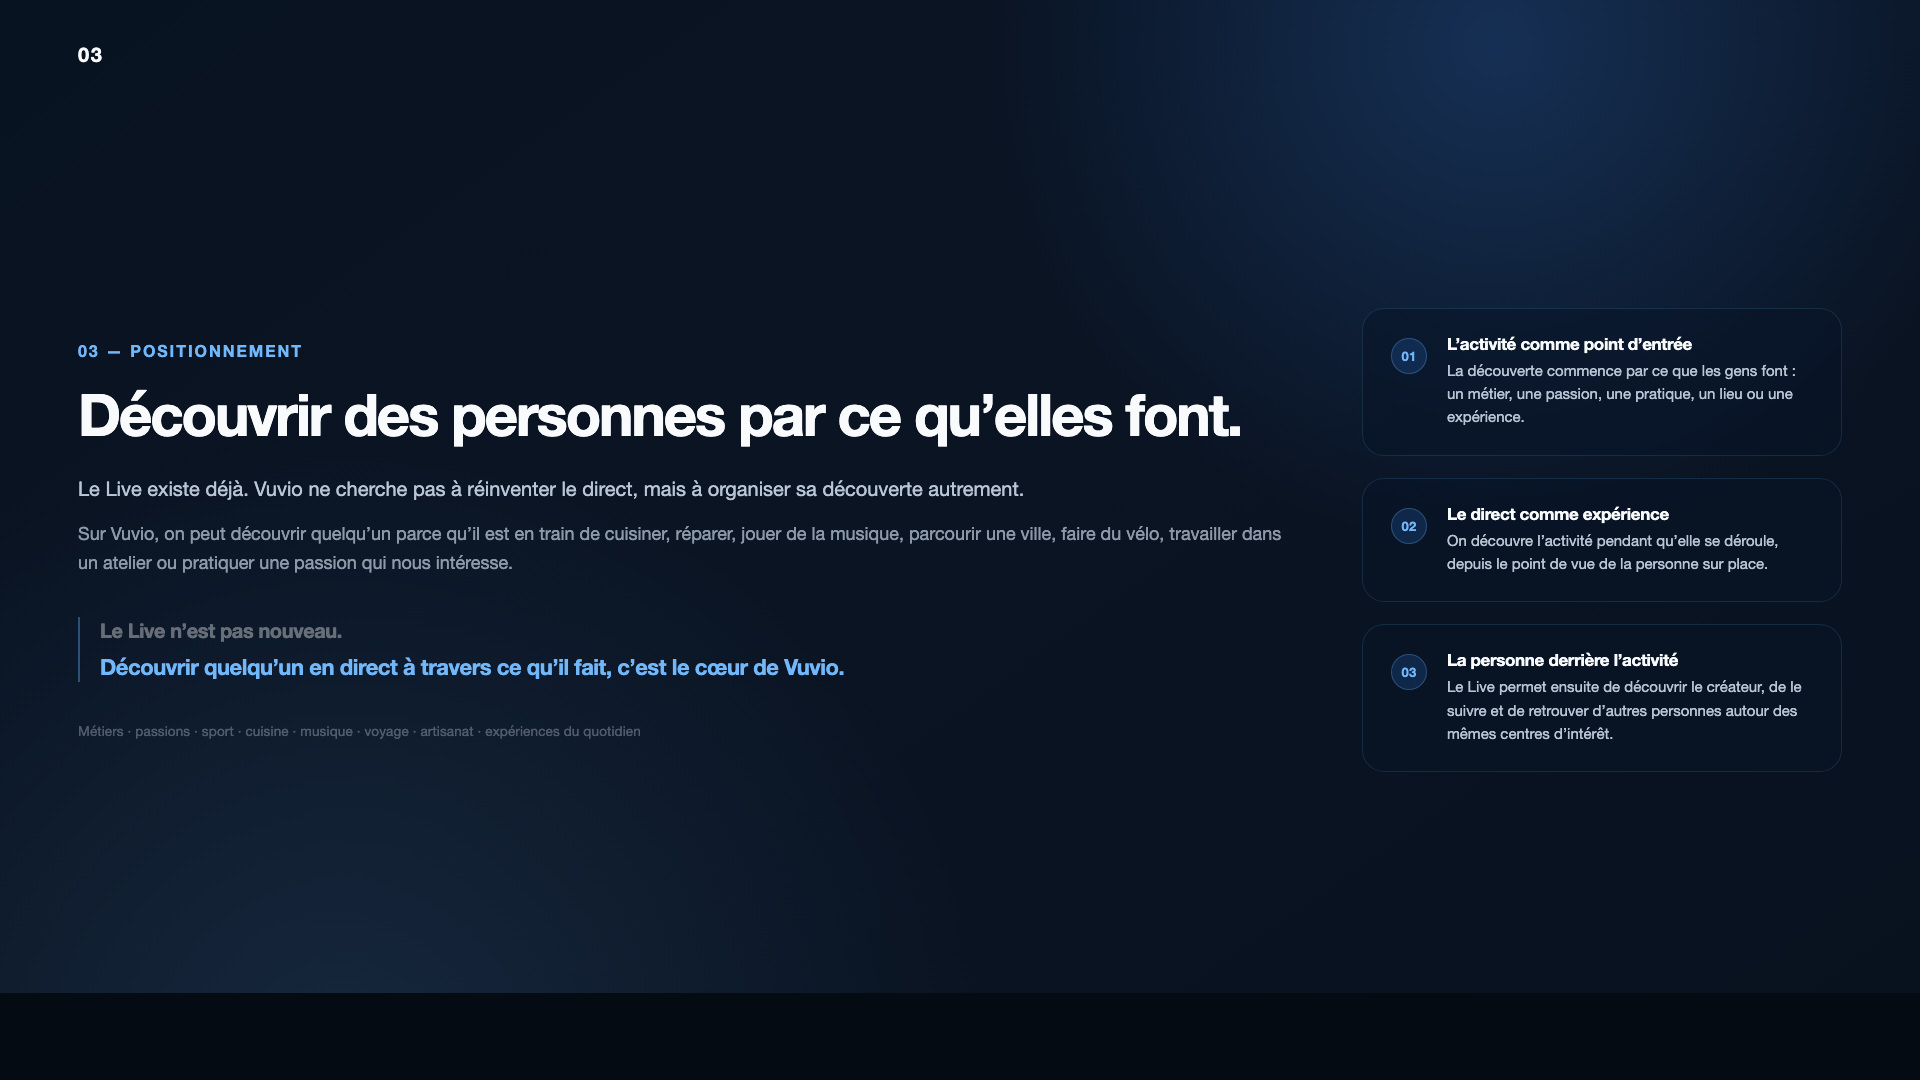 03
03 — POSITIONNEMENT
Découvrir des personnes par ce qu’elles font.
Le Live existe déjà. Vuvio ne cherche pas à réinventer le direct, mais à organiser sa découverte autrement.
Sur Vuvio, on peut découvrir quelqu’un parce qu’il est en train de cuisiner, réparer, jouer de la musique, parcourir une ville, faire du vélo, travailler dans
un atelier ou pratiquer une passion qui nous intéresse.
Le Live n’est pas nouveau.
Découvrir quelqu’un en direct à travers ce qu’il fait, c’est le cœur de Vuvio.
Métiers · passions · sport · cuisine · musique · voyage · artisanat · expériences du quotidien
01
L’activité comme point d’entrée
La découverte commence par ce que les gens font :
un métier, une passion, une pratique, un lieu ou une
expérience.
02
Le direct comme expérience
On découvre l’activité pendant qu’elle se déroule,
depuis le point de vue de la personne sur place.
03
La personne derrière l’activité
Le Live permet ensuite de découvrir le créateur, de le
suivre et de retrouver d’autres personnes autour des
mêmes centres d’intérêt.